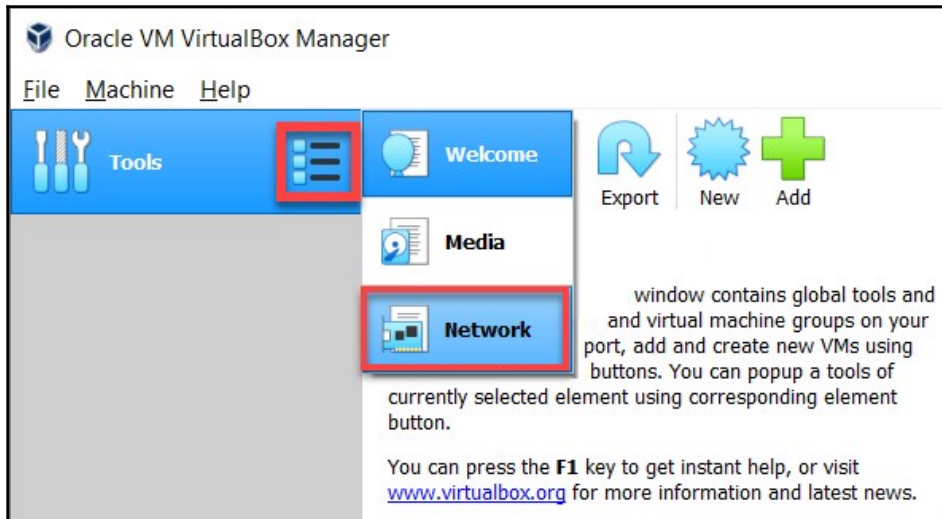 Oracle VM VirtualBox Manager
File Machine Help
Tools
Welcome
Media
Network
Export New Add
window contains global tools and
and virtual machine groups on your
port, add and create new VMs using
buttons. You can popup a tools of
currently selected element using corresponding element
button.
You can press the F1 key to get instant help, or visit
www.virtualbox.org for more information and latest news.